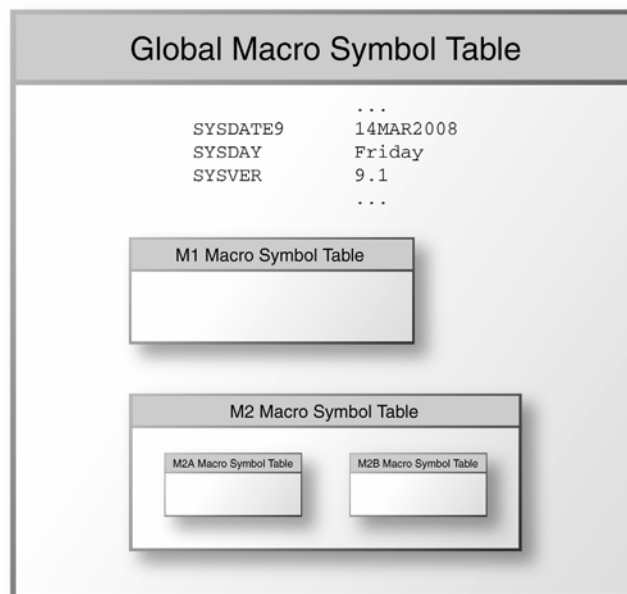 Global Macro Symbol Table
...
SYSDATE9 14MAR2008
SYSDAY Friday
SYSVER 9.1
...
M1 Macro Symbol Table
M2 Macro Symbol Table
M2A Macro Symbol Table
M2B Macro Symbol Table